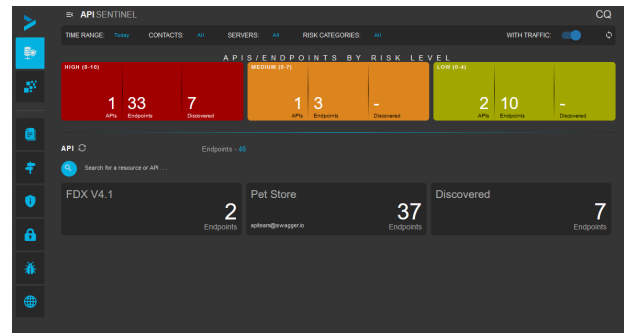 API SENTINEL
CQ
TIME RANGE: Today CONTACTS: All SERVERS: All RISK CATEGORIES: All WITH TRAFFIC:
APIS/ENDPOINTS BY RISK LEVEL
HIGH (8-10)
1 33 7
APIs Endpoints Discovered
MEDIUM (5-7)
1 3 -
APIs Endpoints Discovered
LOW (0-4)
2 10 -
APIs Endpoints Discovered
API
Endpoints - 46
Search for a resource or API . . .
FDX V4.1
2
Endpoints
Pet Store
37
apiteam@swagger.io Endpoints
Discovered
7
Endpoints